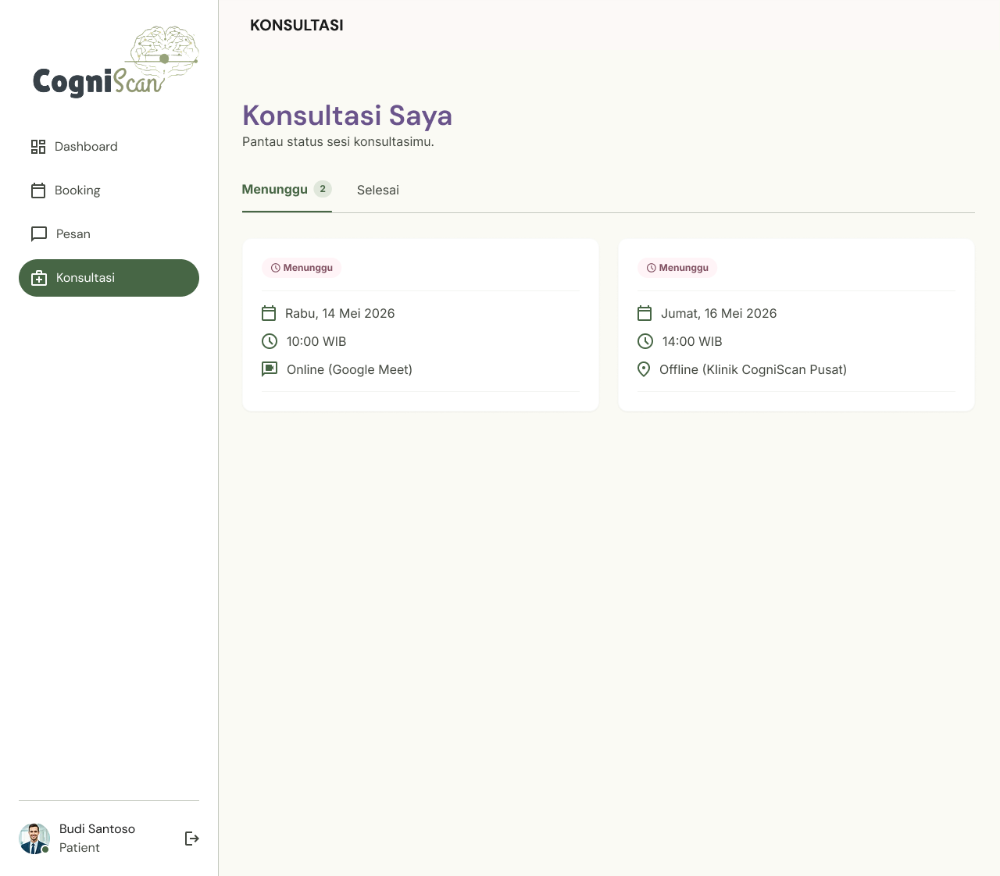 CogniScan
Dashboard
Booking
Pesan
Konsultasi
Budi Santoso
Patient
KONSULTASI
Konsultasi Saya
Pantau status sesi konsultasimu.
Menunggu 2 Selesai
Menunggu
Rabu, 14 Mei 2026
10:00 WIB
Online (Google Meet)
Menunggu
Jumat, 16 Mei 2026
14:00 WIB
Offline (Klinik CogniScan Pusat)